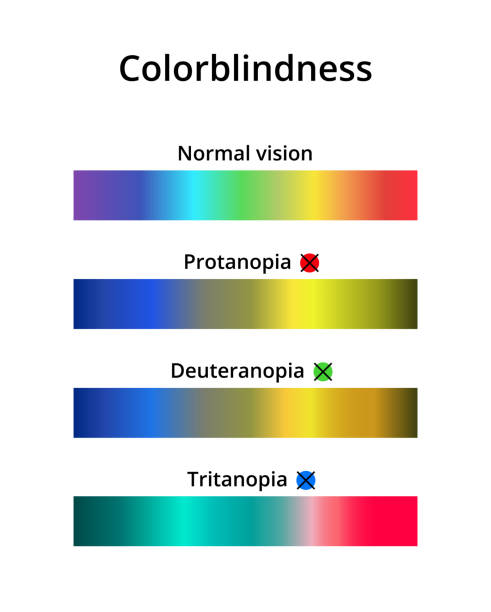 Colorblindness
Normal vision
Protanopia
Deuteranopia
Tritanopia